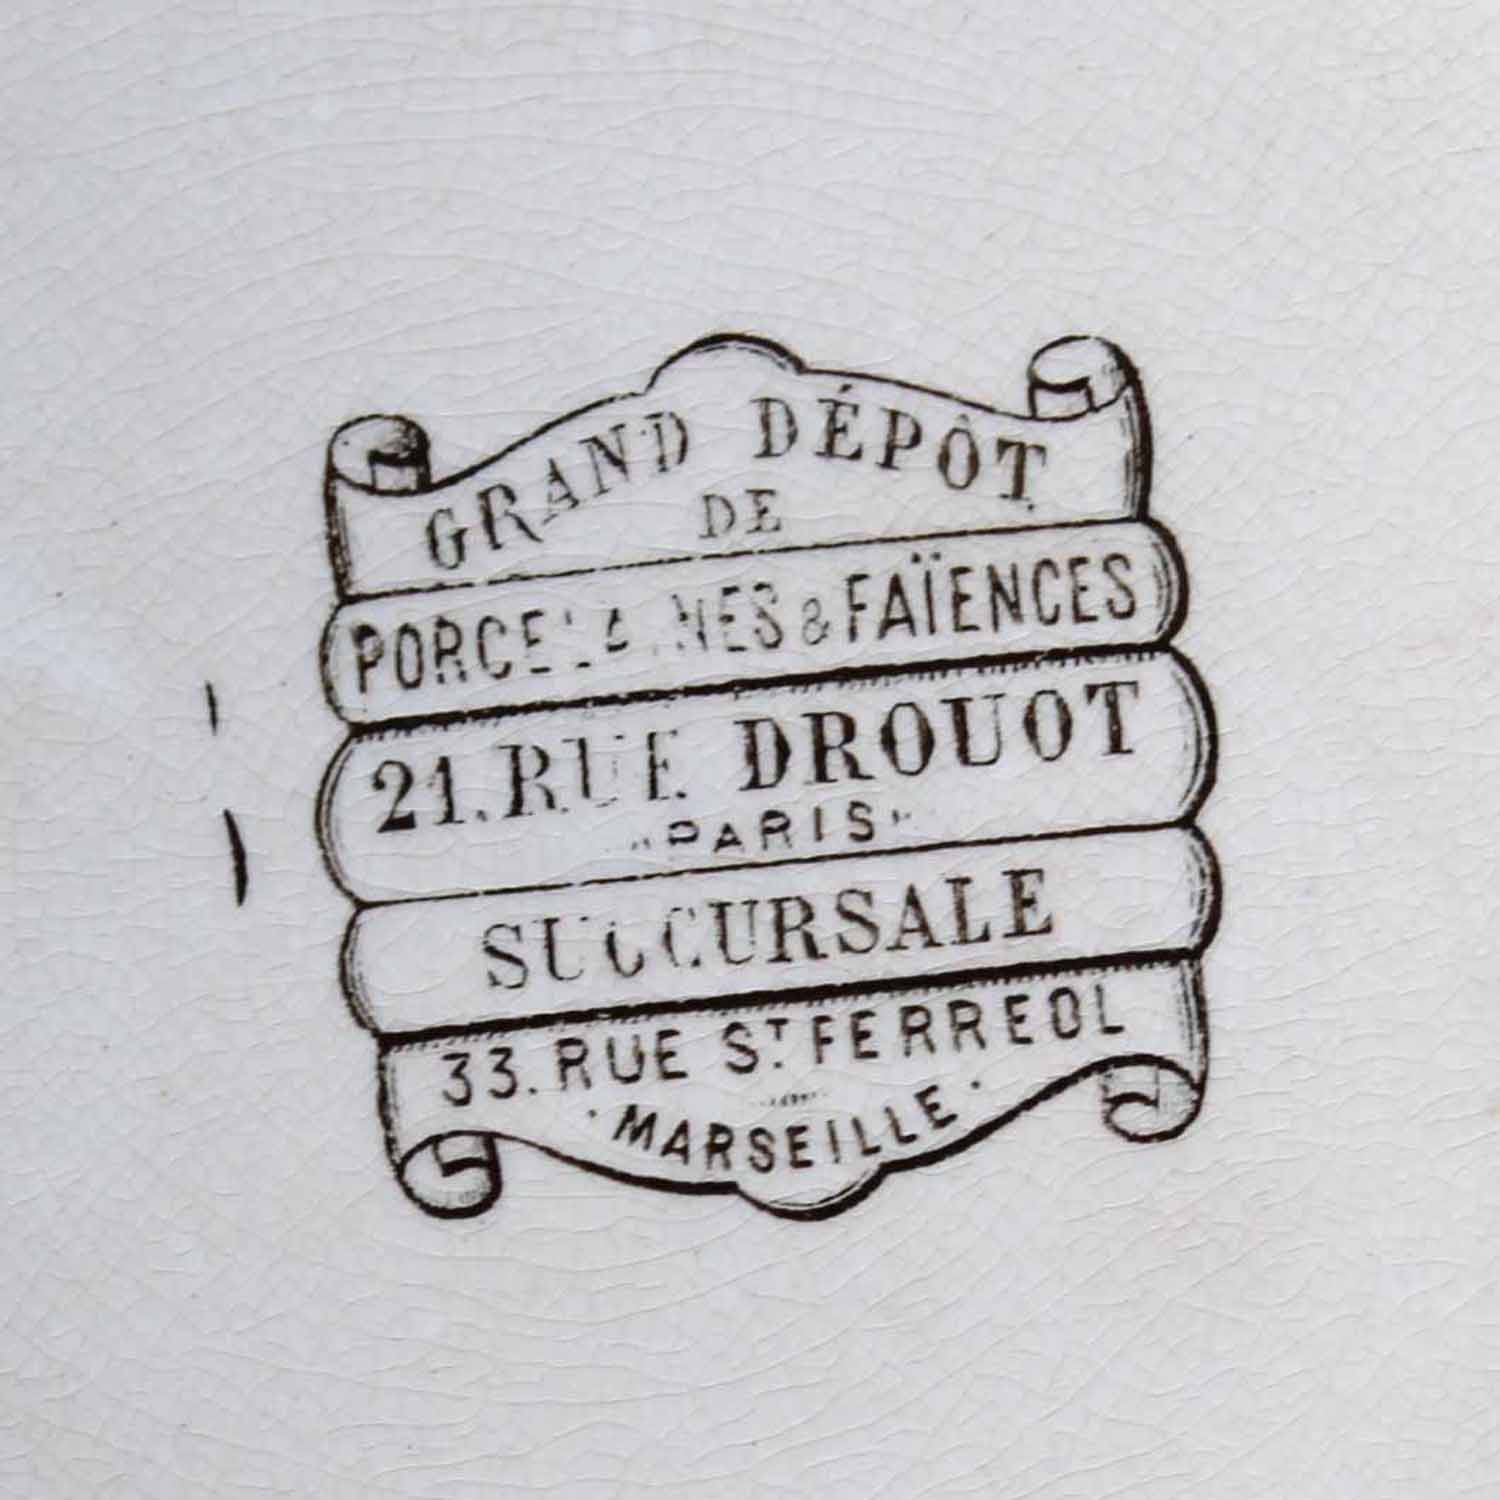 GRAND DÉPÔT
DE
PORCELAINES & FAÏENCES
21. RUE DROUOT
"PARIS"
SUCCURSALE
33. RUE ST. FERREOL
· MARSEILLE ·